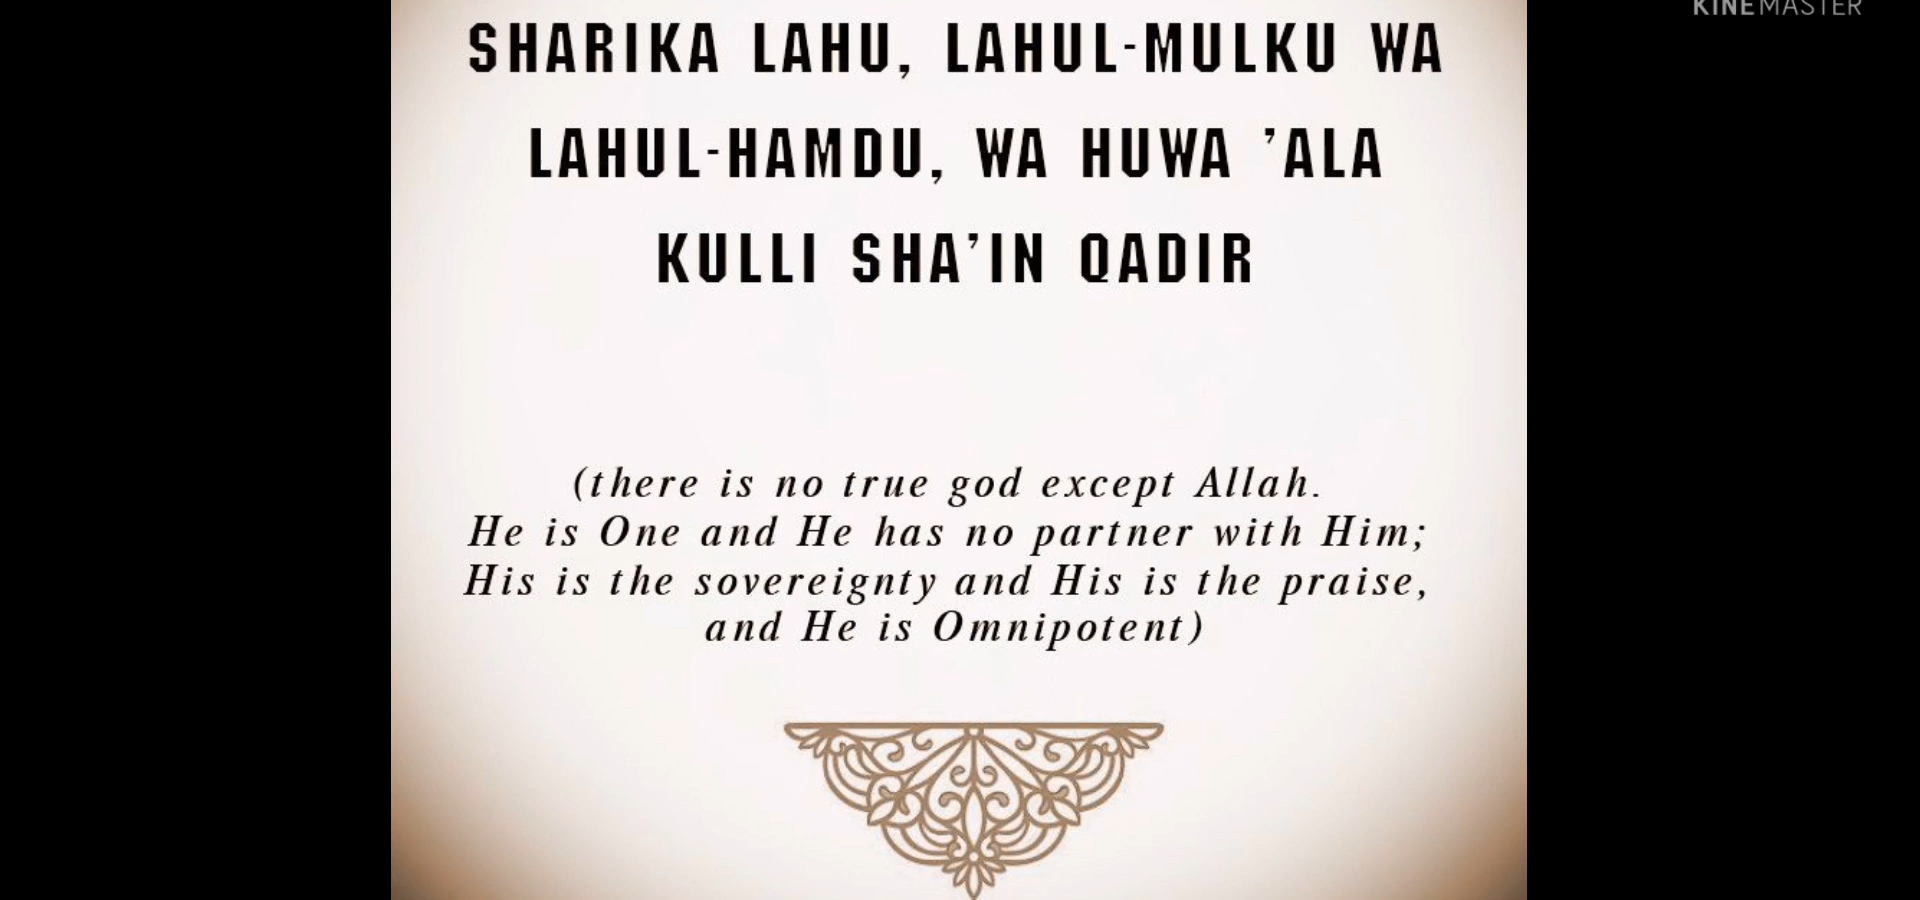 KINEMASTER
SHARIKA LAHU, LAHUL-MULKU WA
LAHUL-HAMDU, WA HUWA ’ALA
KULLI SHA’IN QADIR
(there is no true god except Allah.
He is One and He has no partner with Him;
His is the sovereignty and His is the praise,
and He is Omnipotent)